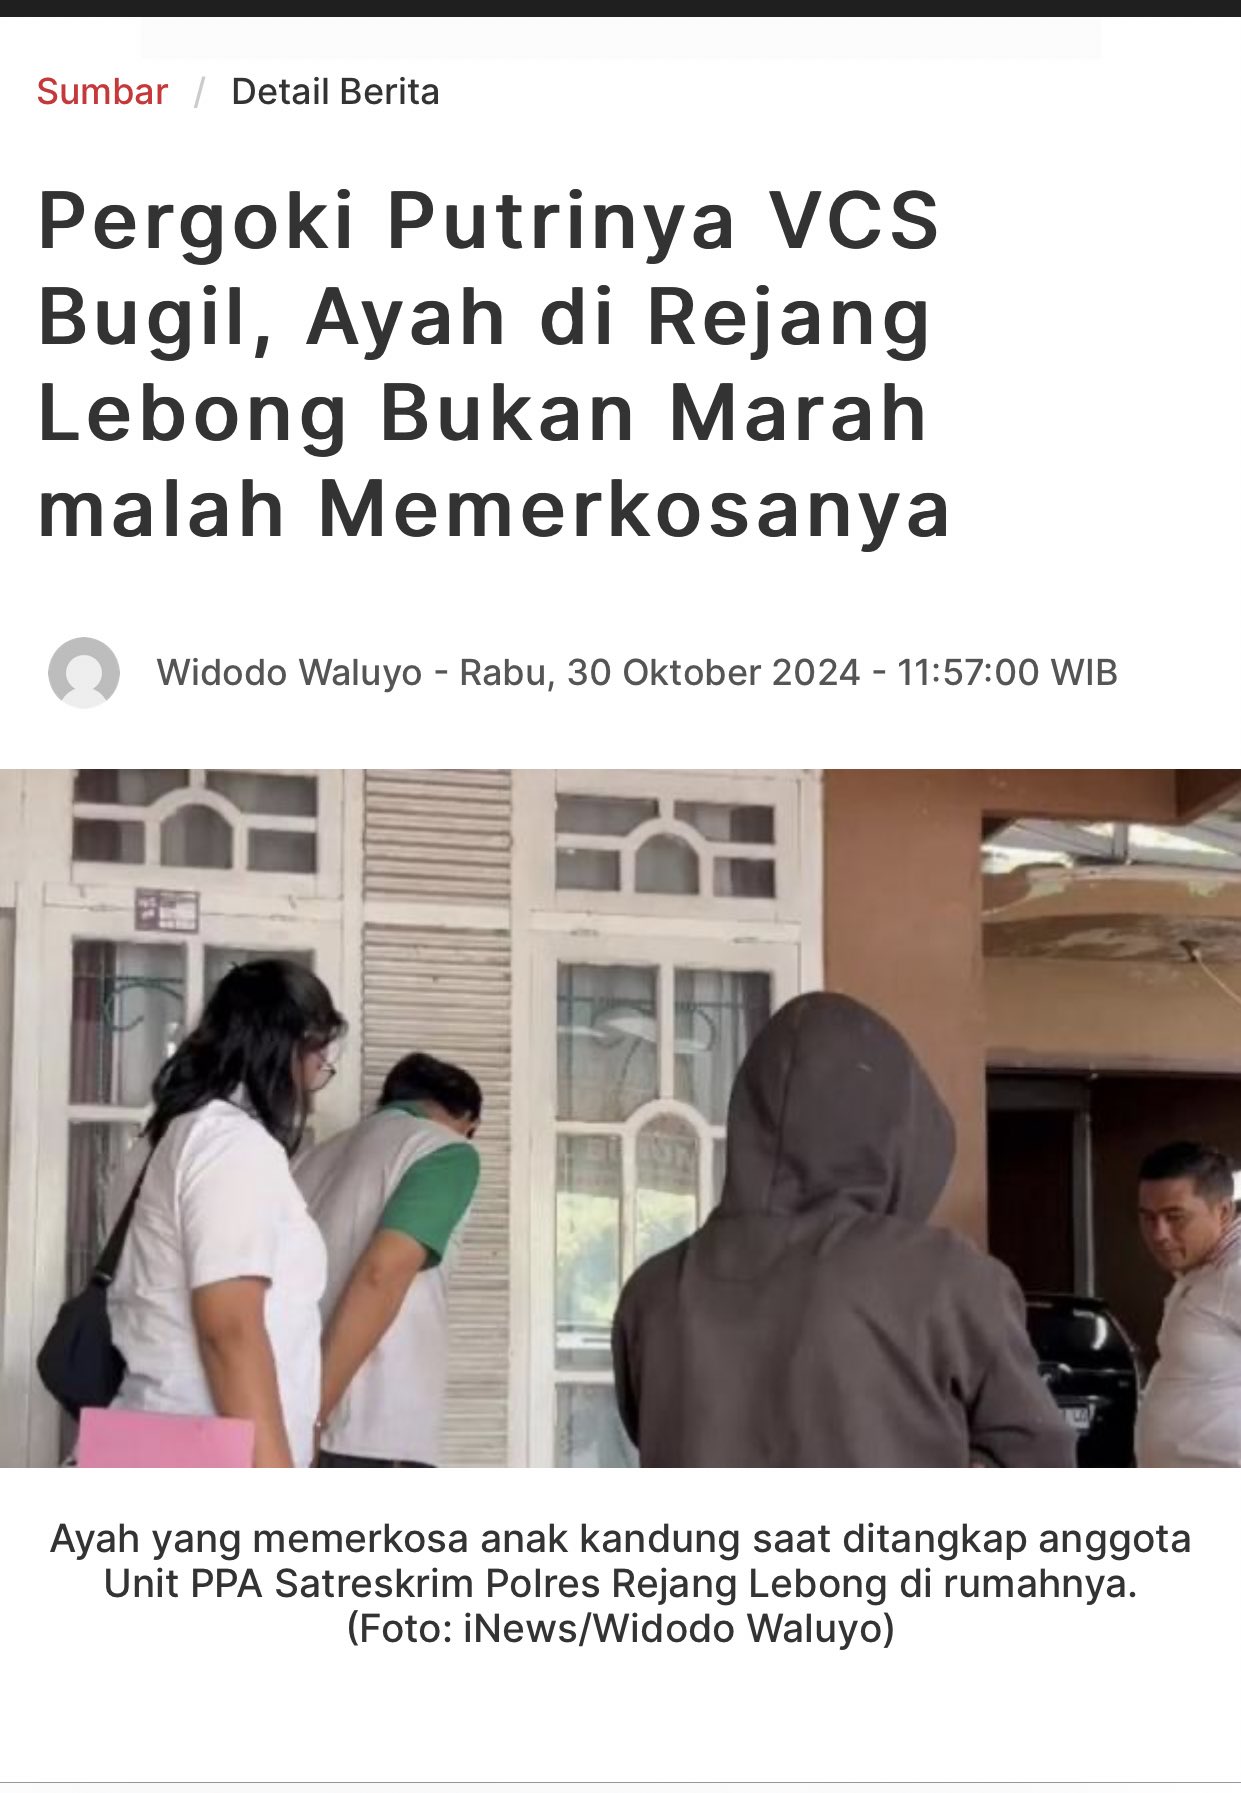 Sumbar / Detail Berita
Pergoki Putrinya VCS
Bugil, Ayah di Rejang
Lebong Bukan Marah
malah Memerkosanya
Widodo Waluyo - Rabu, 30 Oktober 2024 - 11:57:00 WIB
Ayah yang memerkosa anak kandung saat ditangkap anggota
Unit PPA Satreskrim Polres Rejang Lebong di rumahnya.
(Foto: iNews/Widodo Waluyo)